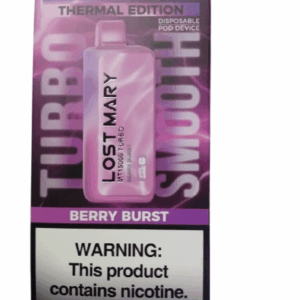 THERMAL EDITION
DISPOSABLE
POD DEVICE
TURBO
LOST MARY
MT15000 TURBO
SMOOTH
BERRY BURST
WARNING:
This product
contains nicotine.